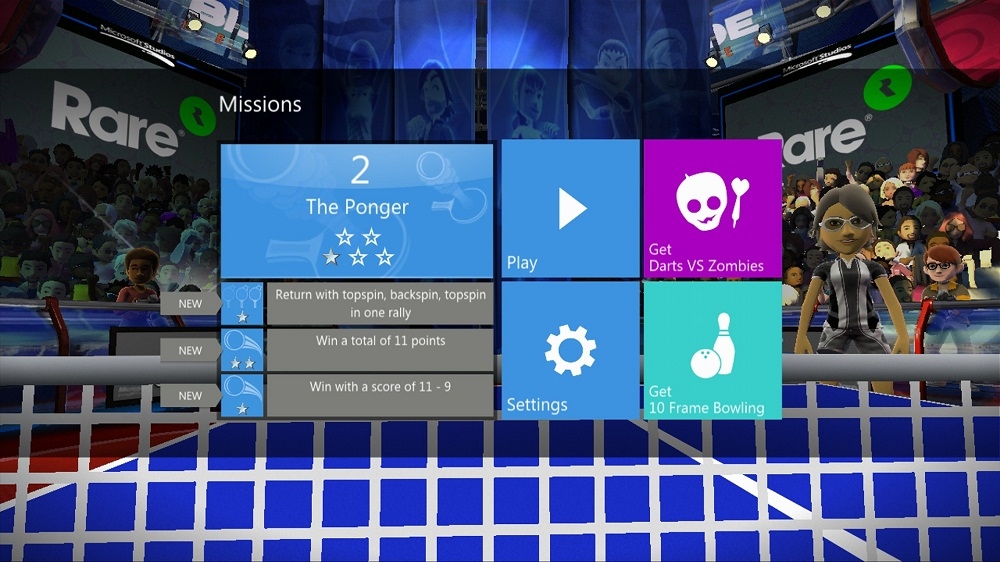 BL
DE
Microsoft Studios
Microsoft Studios
Rare®
Rare®
Missions
2
The Ponger
Play
Get
Darts VS Zombies
NEW
Return with topspin, backspin, topspin
in one rally
NEW
Win a total of 11 points
NEW
Win with a score of 11 - 9
Settings
Get
10 Frame Bowling